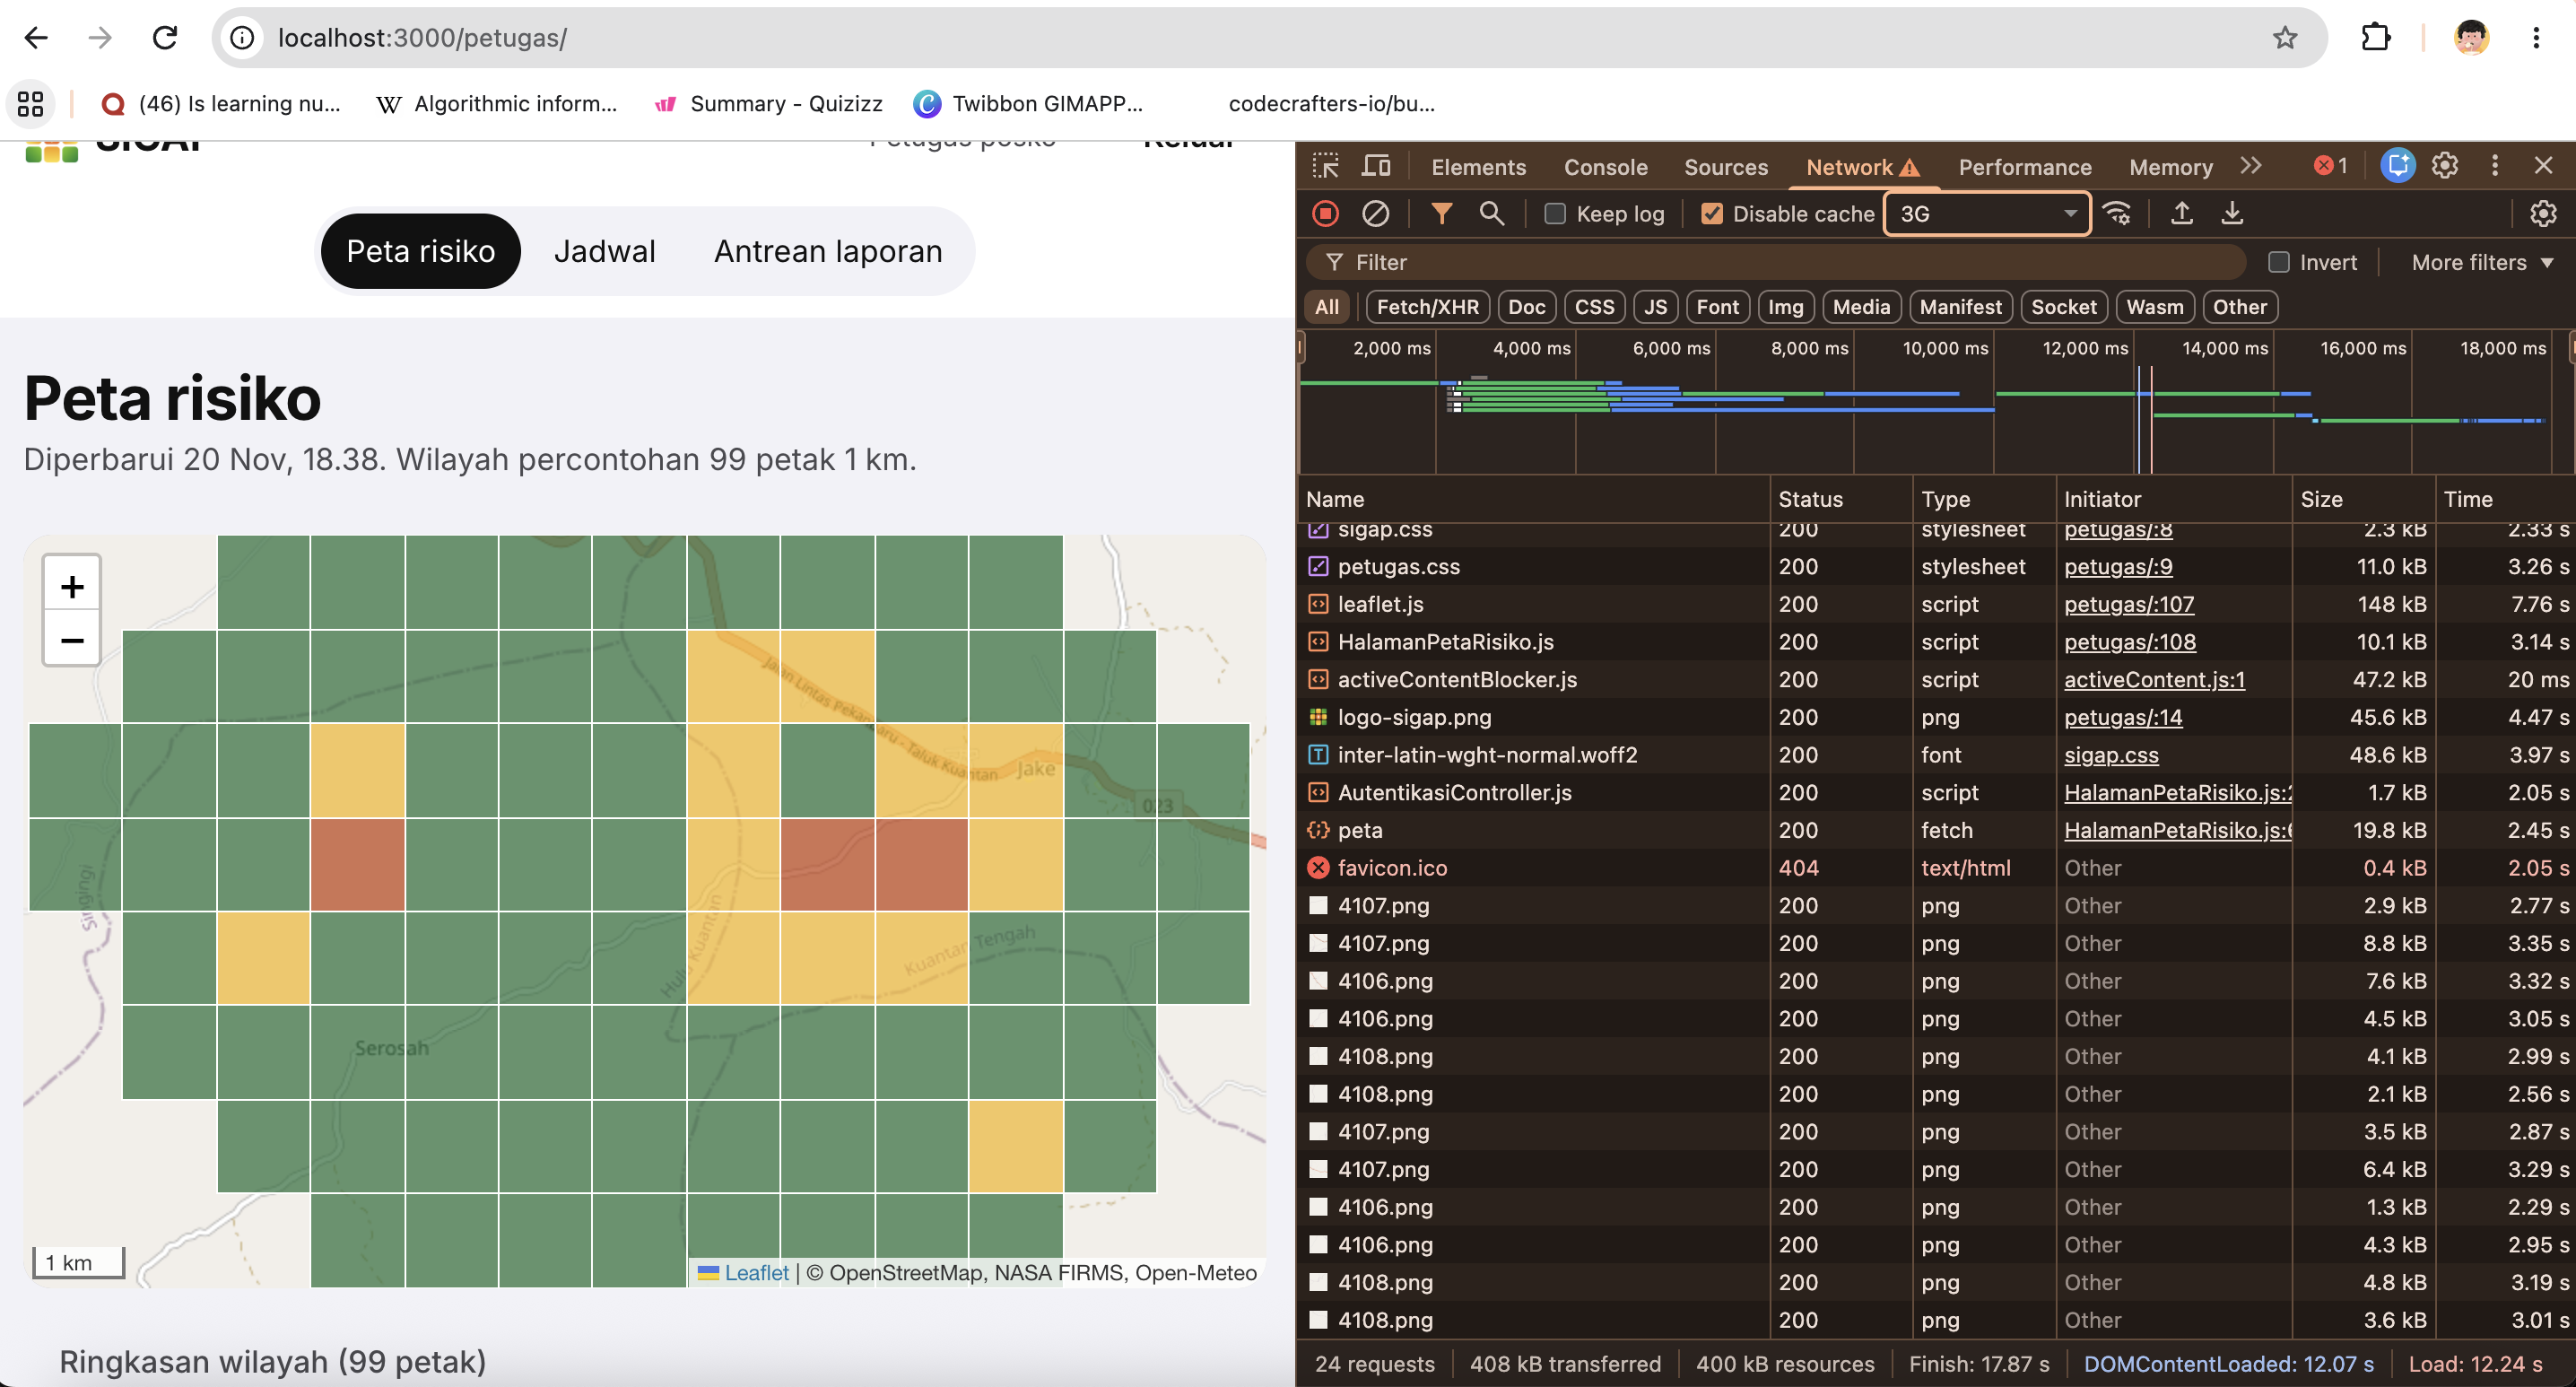 localhost:3000/petugas/
(46) Is learning nu...
Algorithmic inform...
Summary - Quizizz
Twibbon GIMAPP...
codecrafters-io/bu...
Peta risiko
Jadwal
Antrean laporan
Peta risiko
Diperbarui 20 Nov, 18.38. Wilayah percontohan 99 petak 1 km.
+
−
Jalan Lintas Pekanbaru - Taluk Kuantan
Jake
023
Singingi
Hulu Kuantan
Kuantan Tengah
Serosah
1 km
Leaflet | © OpenStreetMap, NASA FIRMS, Open-Meteo
Ringkasan wilayah (99 petak)
Elements Console Sources Network Performance Memory 1
Keep log Disable cache 3G
Filter Invert More filters
All Fetch/XHR Doc CSS JS Font Img Media Manifest Socket Wasm Other
2,000 ms 4,000 ms 6,000 ms 8,000 ms 10,000 ms 12,000 ms 14,000 ms 16,000 ms 18,000 ms
Name Status Type Initiator Size Time
sigap.css 200 stylesheet petugas/:8 2.3 kB 2.33 s
petugas.css 200 stylesheet petugas/:9 11.0 kB 3.26 s
leaflet.js 200 script petugas/:107 148 kB 7.76 s
HalamanPetaRisiko.js 200 script petugas/:108 10.1 kB 3.14 s
activeContentBlocker.js 200 script activeContent.js:1 47.2 kB 20 ms
logo-sigap.png 200 png petugas/:14 45.6 kB 4.47 s
inter-latin-wght-normal.woff2 200 font sigap.css 48.6 kB 3.97 s
AutentikasiController.js 200 script HalamanPetaRisiko.js: 1.7 kB 2.05 s
peta 200 fetch HalamanPetaRisiko.js: 19.8 kB 2.45 s
favicon.ico 404 text/html Other 0.4 kB 2.05 s
4107.png 200 png Other 2.9 kB 2.77 s
4107.png 200 png Other 8.8 kB 3.35 s
4106.png 200 png Other 7.6 kB 3.32 s
4106.png 200 png Other 4.5 kB 3.05 s
4108.png 200 png Other 4.1 kB 2.99 s
4108.png 200 png Other 2.1 kB 2.56 s
4107.png 200 png Other 3.5 kB 2.87 s
4107.png 200 png Other 6.4 kB 3.29 s
4106.png 200 png Other 1.3 kB 2.29 s
4106.png 200 png Other 4.3 kB 2.95 s
4108.png 200 png Other 4.8 kB 3.19 s
4108.png 200 png Other 3.6 kB 3.01 s
24 requests 408 kB transferred 400 kB resources Finish: 17.87 s DOMContentLoaded: 12.07 s Load: 12.24 s